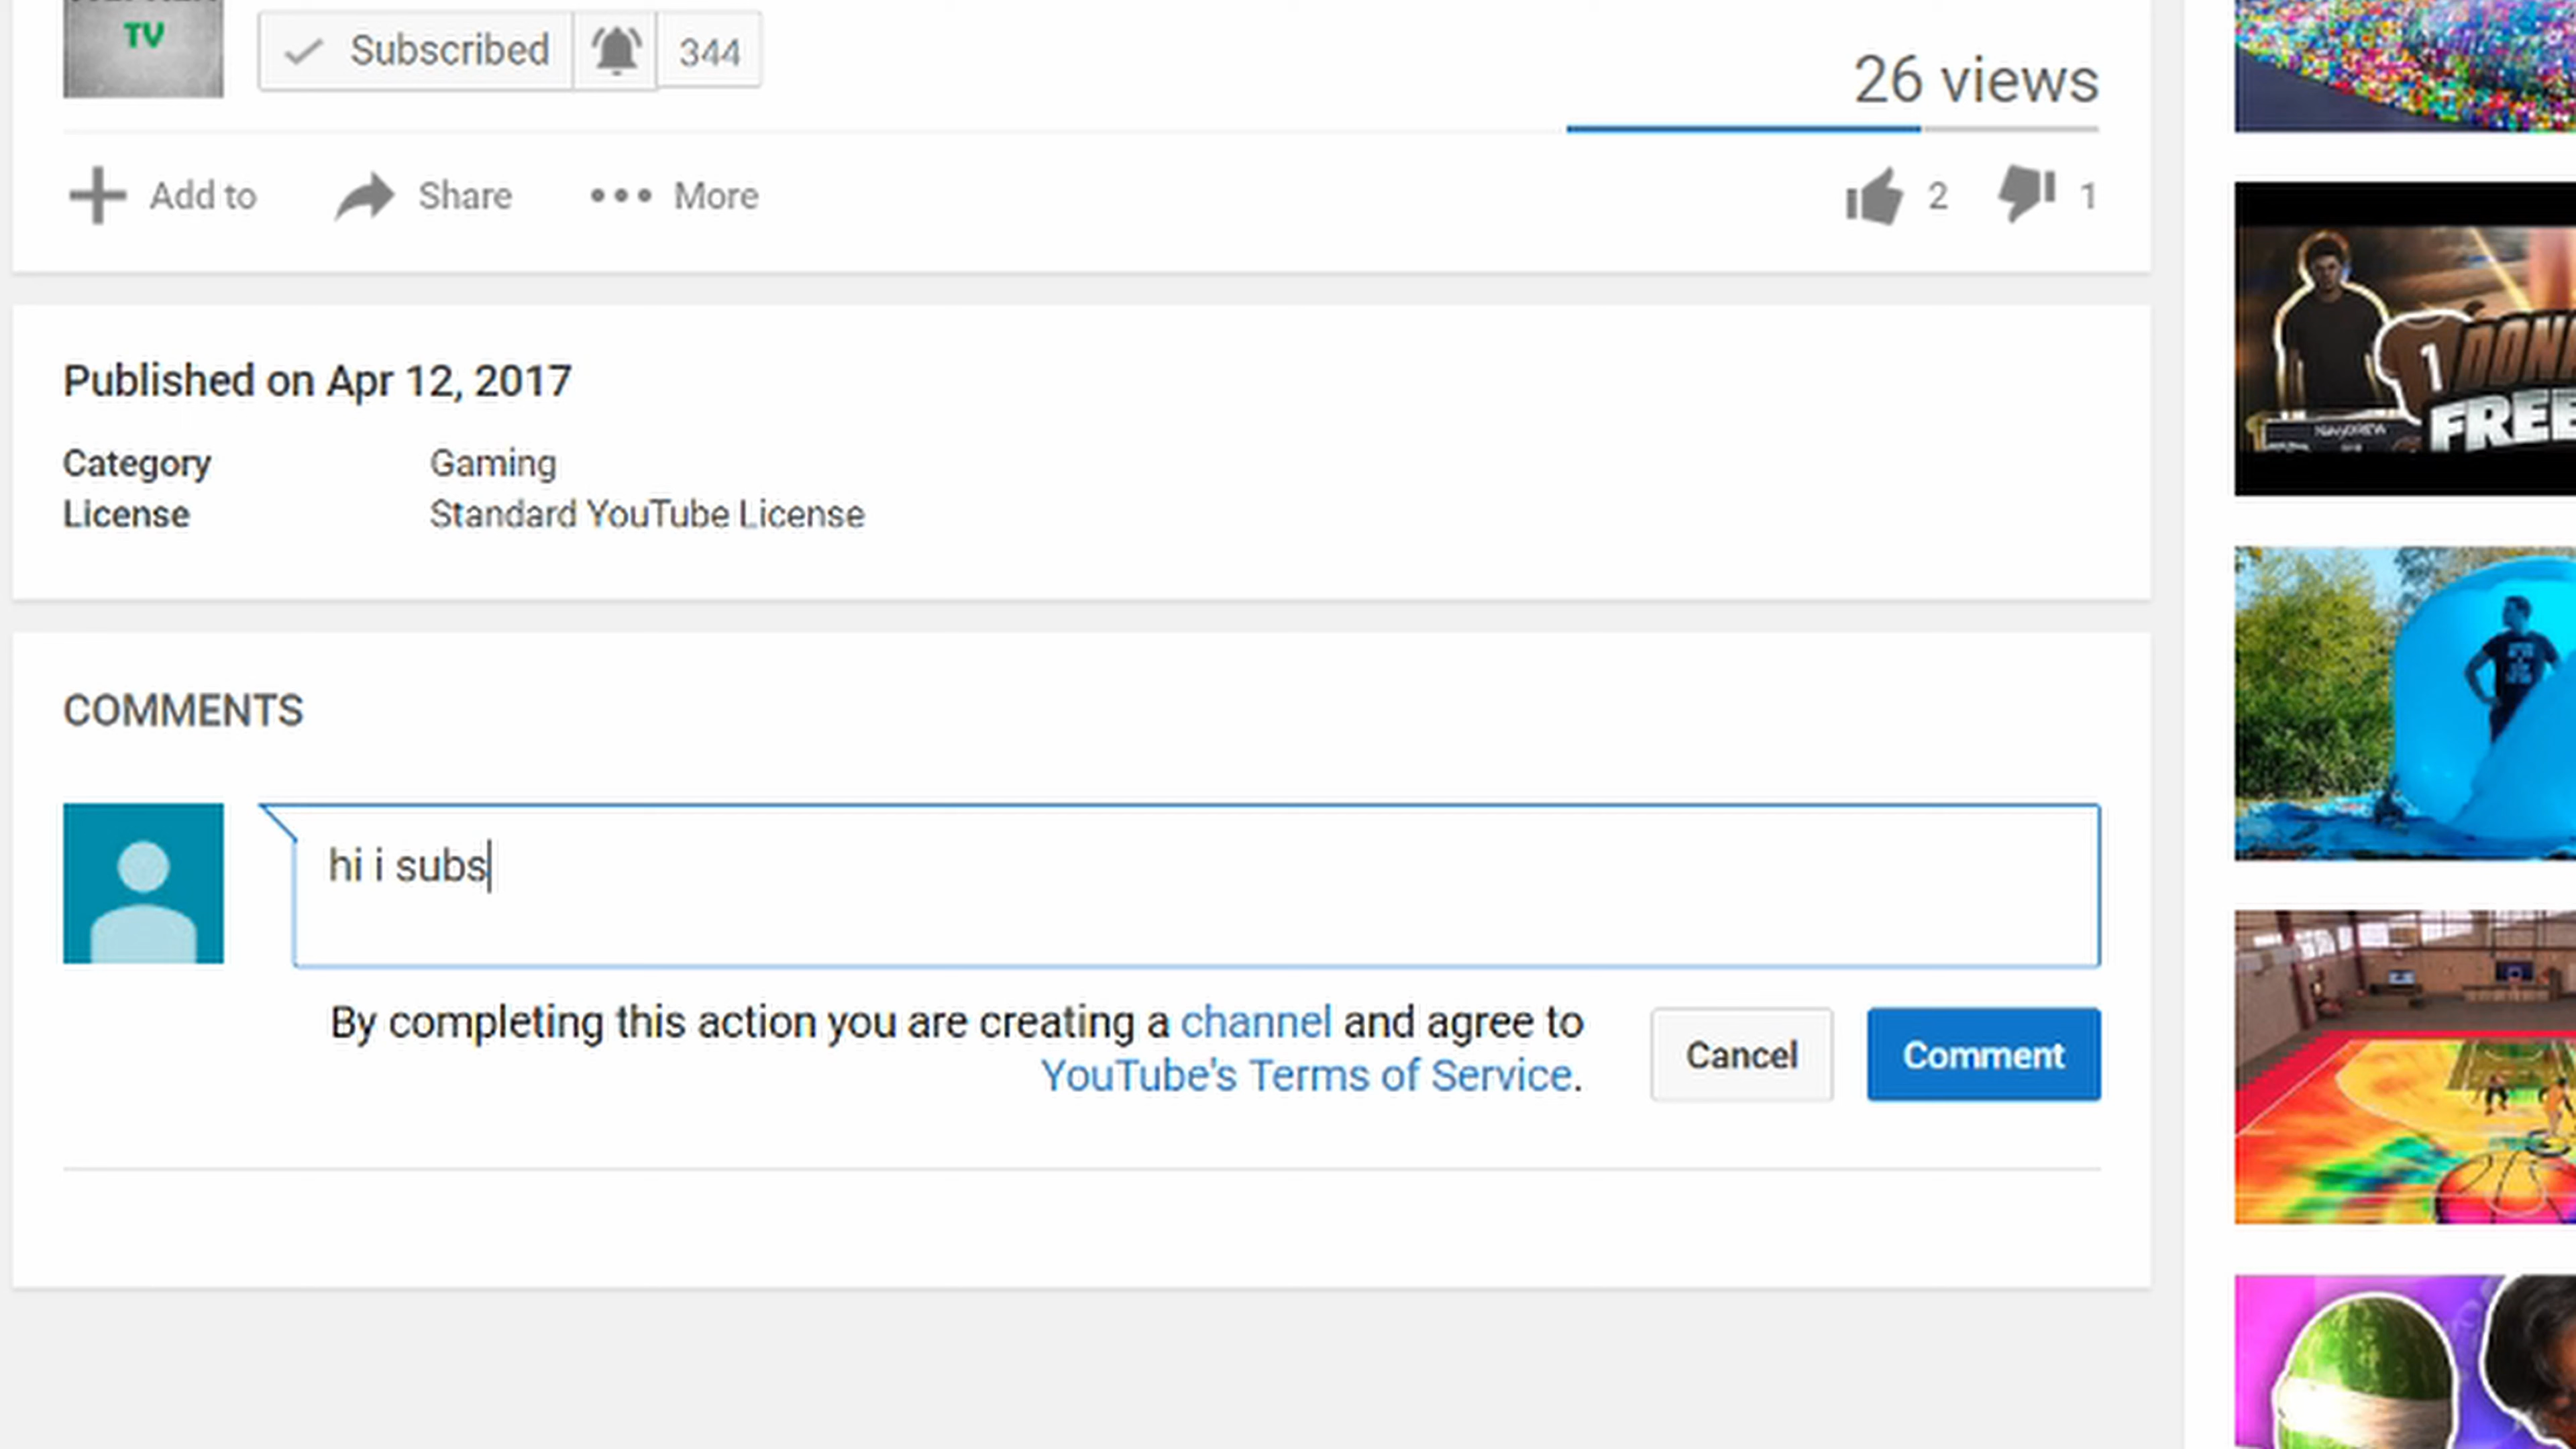 TV
Subscribed 344
26 views
Add to Share More 2 1
Published on Apr 12, 2017
Category Gaming
License Standard YouTube License
COMMENTS
hi i subs
By completing this action you are creating a channel and agree to
YouTube's Terms of Service.
Cancel Comment
1
FREE